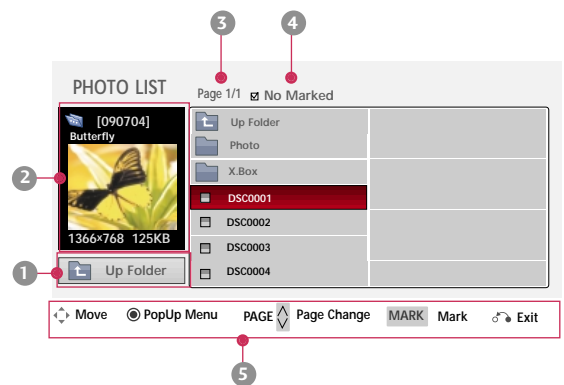 3
4
PHOTO LIST
Page 1/1 No Marked
[090704]
Butterfly
1366×768 125KB
2
1
Up Folder
Up Folder
Photo
X.Box
DSC0001
DSC0002
DSC0003
DSC0004
Move PopUp Menu PAGE Page Change MARK Mark Exit
5